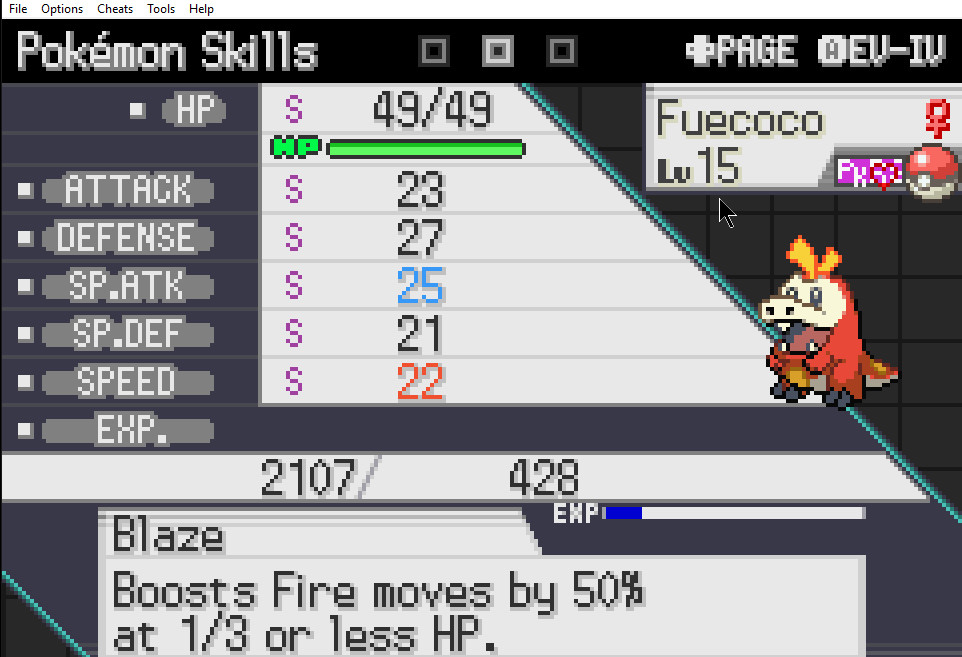 File Options Cheats Tools Help
Pokémon Skills PAGE A EV-IV
HP S 49/49
HP
Fuecoco ♀
Lv15
ATTACK S 23
DEFENSE S 27
SP.ATK S 25
SP.DEF S 21
SPEED S 22
EXP.
2107/ 428
EXP
Blaze
Boosts Fire moves by 50%
at 1/3 or less HP.